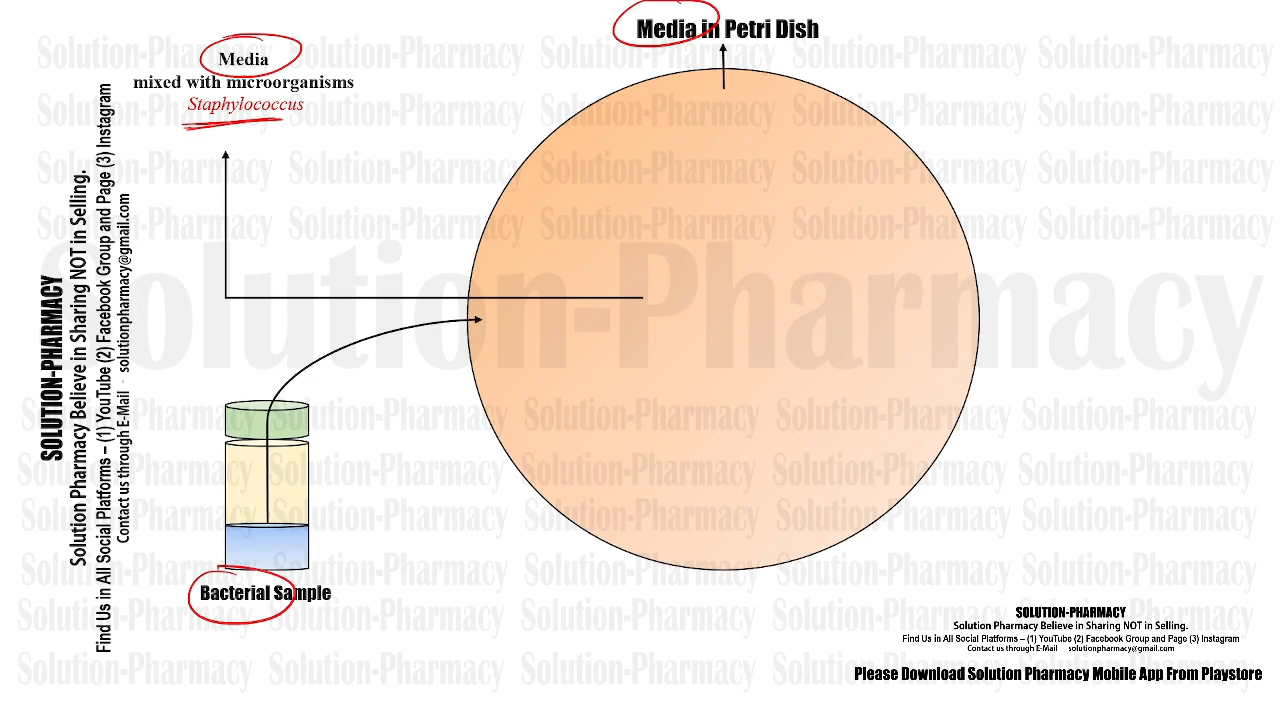 Media in Petri Dish
Media
mixed with microorganisms
Staphylococcus
Bacterial Sample
SOLUTION-PHARMACY
Solution Pharmacy Believe in Sharing NOT in Selling.
Find Us in All Social Platforms – (1) YouTube (2) Facebook Group and Page (3) Instagram
Contact us through E-Mail - solutionpharmacy@gmail.com
SOLUTION-PHARMACY
Solution Pharmacy Believe in Sharing NOT in Selling.
Find Us in All Social Platforms – (1) YouTube (2) Facebook Group and Page (3) Instagram
Contact us through E-Mail solutionpharmacy@gmail.com
Please Download Solution Pharmacy Mobile App From Playstore
Solution-Pharmacy